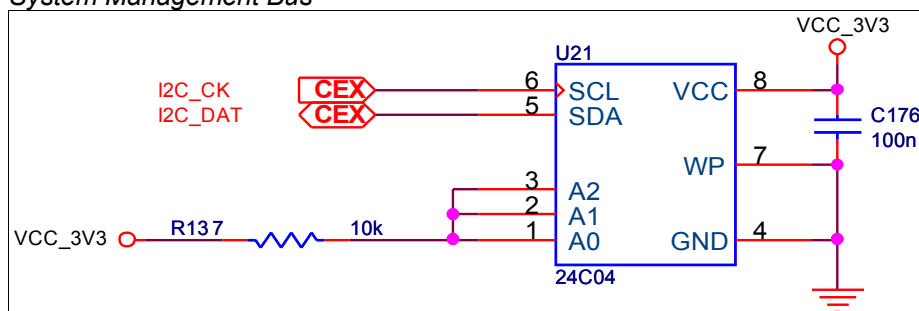 System Management Bus
VCC_3V3
U21
I2C_CK CEX 6 SCL VCC 8
I2C_DAT CEX 5 SDA
C176
100n
WP 7
3 A2
2 A1
VCC_3V3 R137 10k 1 A0 GND 4
24C04